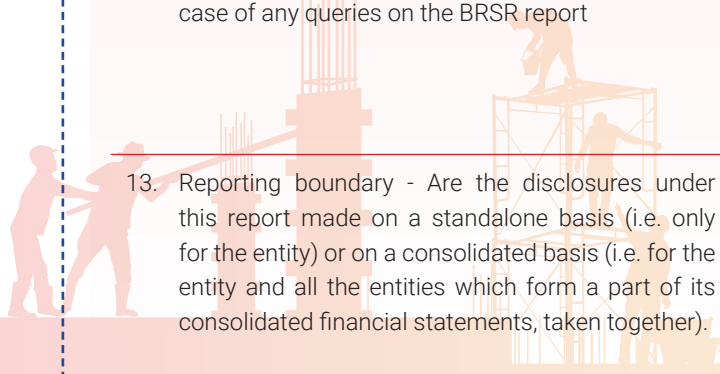 case of any queries on the BRSR report
13. Reporting boundary - Are the disclosures under
this report made on a standalone basis (i.e. only
for the entity) or on a consolidated basis (i.e. for the
entity and all the entities which form a part of its
consolidated financial statements, taken together).